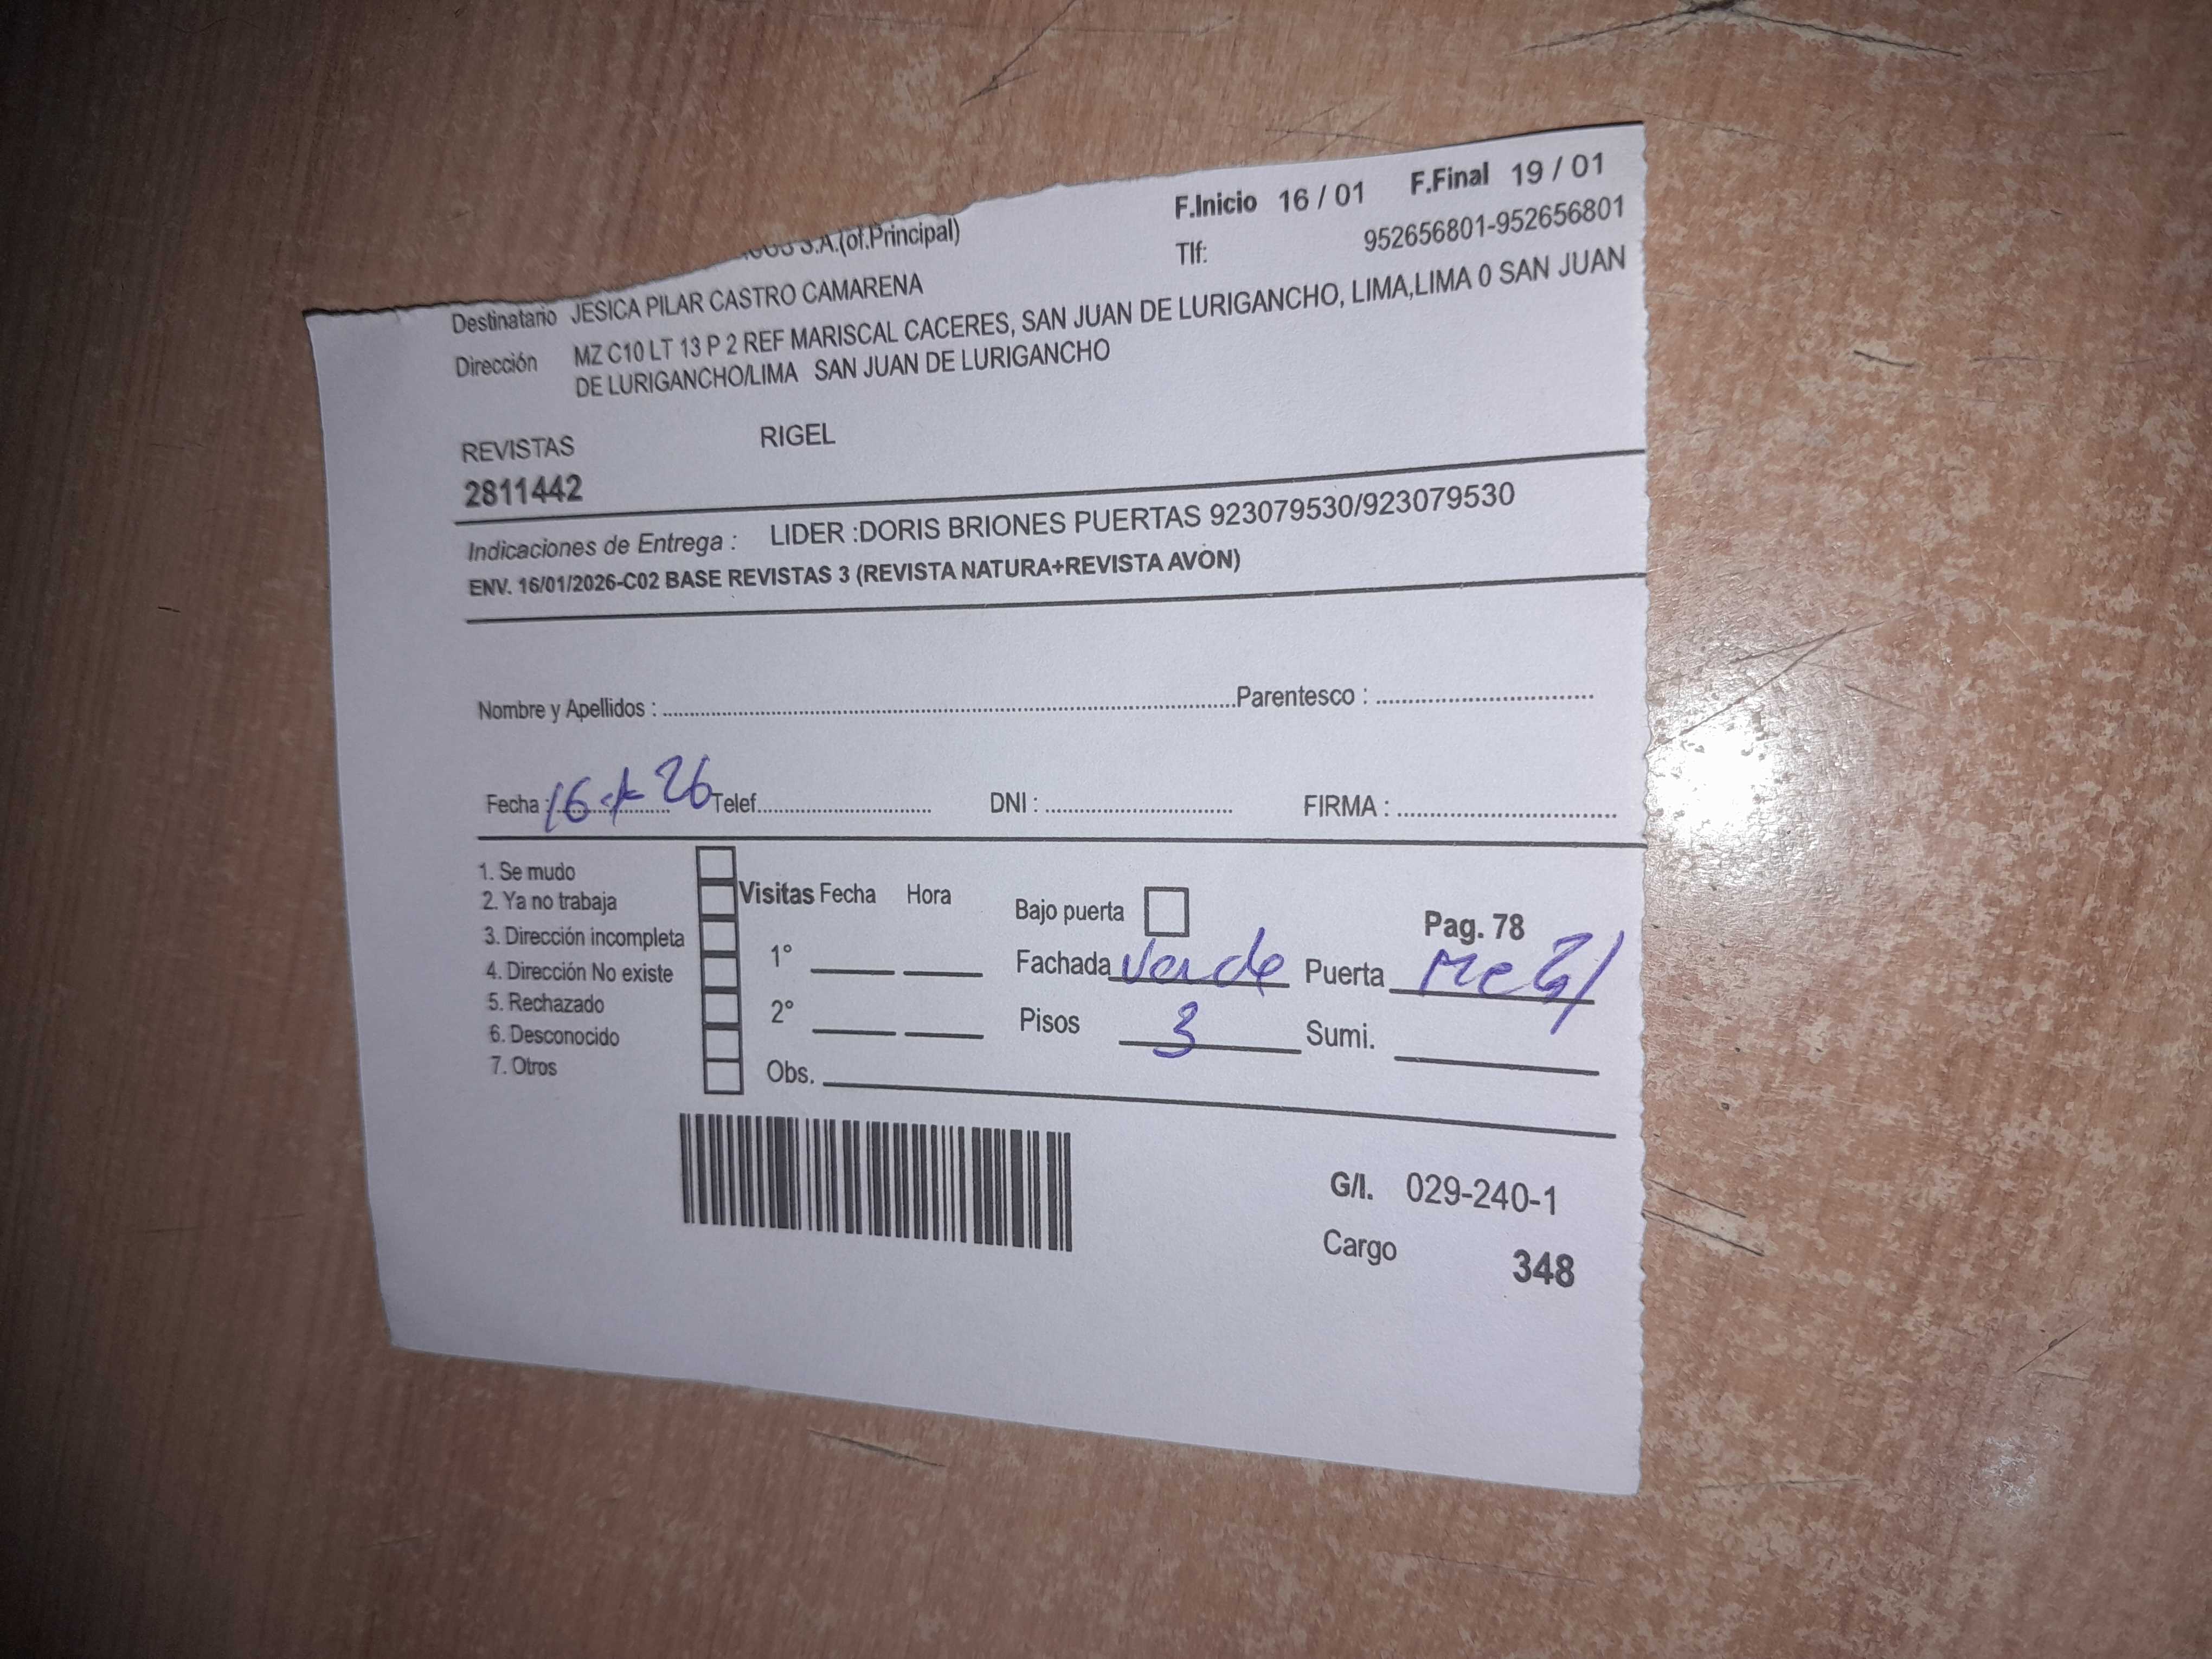 S.A.(of.Principal)
F.Inicio 16 / 01 F.Final 19 / 01
Tlf: 952656801-952656801
Destinatario JESICA PILAR CASTRO CAMARENA
Dirección MZ C10 LT 13 P 2 REF MARISCAL CACERES, SAN JUAN DE LURIGANCHO, LIMA,LIMA 0 SAN JUAN
DE LURIGANCHO/LIMA SAN JUAN DE LURIGANCHO
REVISTAS RIGEL
2811442
Indicaciones de Entrega : LIDER :DORIS BRIONES PUERTAS 923079530/923079530
ENV. 16/01/2026-C02 BASE REVISTAS 3 (REVISTA NATURA+REVISTA AVON)
Nombre y Apellidos : Parentesco :
Fecha : 16-1-26 Telef. DNI : FIRMA :
1. Se mudo
2. Ya no trabaja
3. Dirección incompleta
4. Dirección No existe
5. Rechazado
6. Desconocido
7. Otros
Visitas Fecha Hora
1°
2°
Obs.
Bajo puerta
Pag. 78
Fachada Verde Puerta Metal
Pisos 3 Sumi.
G/I. 029-240-1
Cargo 348